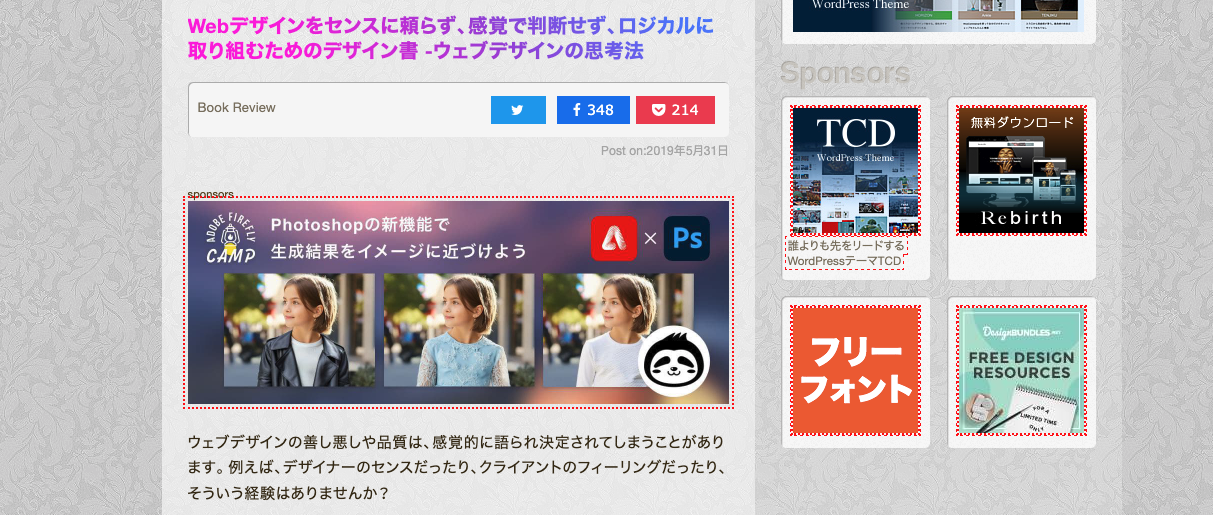 Webデザインをセンスに頼らず、感覚で判断せず、ロジカルに
取り組むためのデザイン書 -ウェブデザインの思考法
Book Review
348
214
Post on:2019年5月31日
sponsors
ADOBE FIREFLY
CAMP
Photoshopの新機能で
生成結果をイメージに近づけよう
×
Ps
ウェブデザインの善し悪しや品質は、感覚的に語られ決定されてしまうことがあり
ます。例えば、デザイナーのセンスだったり、クライアントのフィーリングだったり、
そういう経験はありませんか？
WordPress Theme
Sponsors
TCD
WordPress Theme
誰よりも先をリードする
WordPressテーマTCD
無料ダウンロード
Rebirth
フリー
フォント
DesignBUNDLES.NET
FREE DESIGN
RESOURCES
FOR A
LIMITED TIME
ONLY